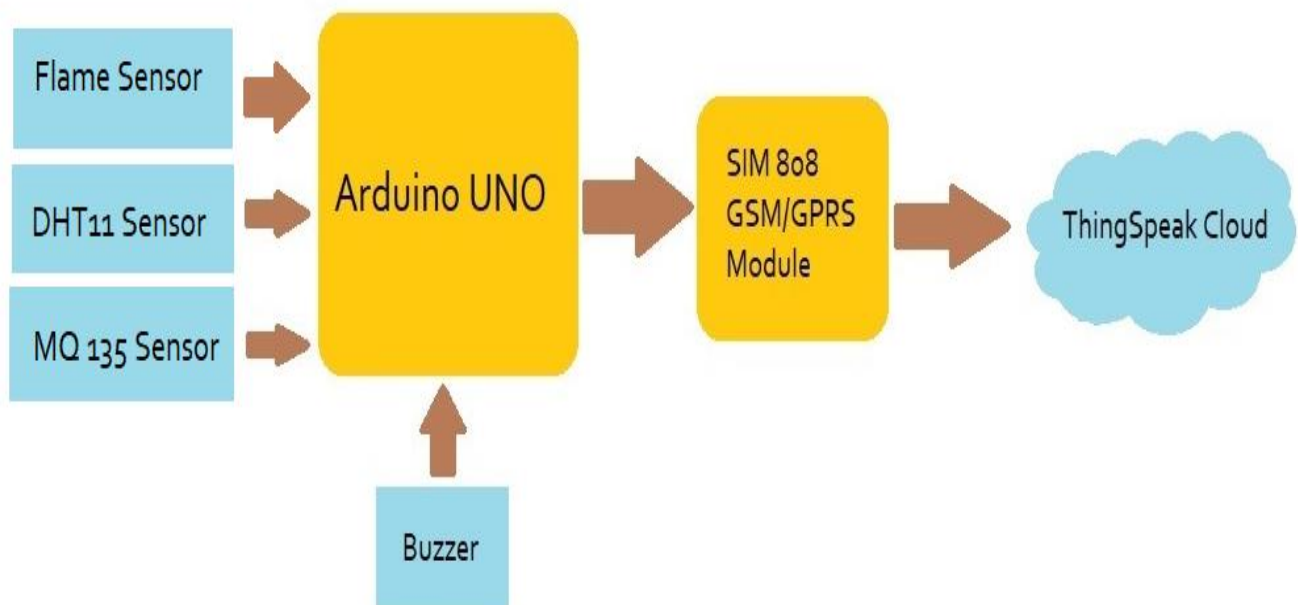 Flame Sensor
DHT11 Sensor
MQ 135 Sensor
Arduino UNO
SIM 808
GSM/GPRS
Module
ThingSpeak Cloud
Buzzer